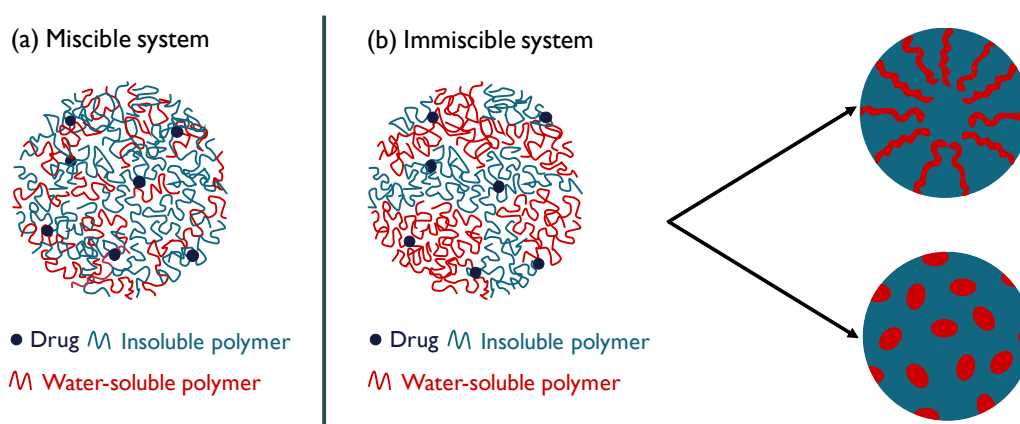 (a) Miscible system
Drug Insoluble polymer
Water-soluble polymer
(b) Immiscible system
Drug Insoluble polymer
Water-soluble polymer